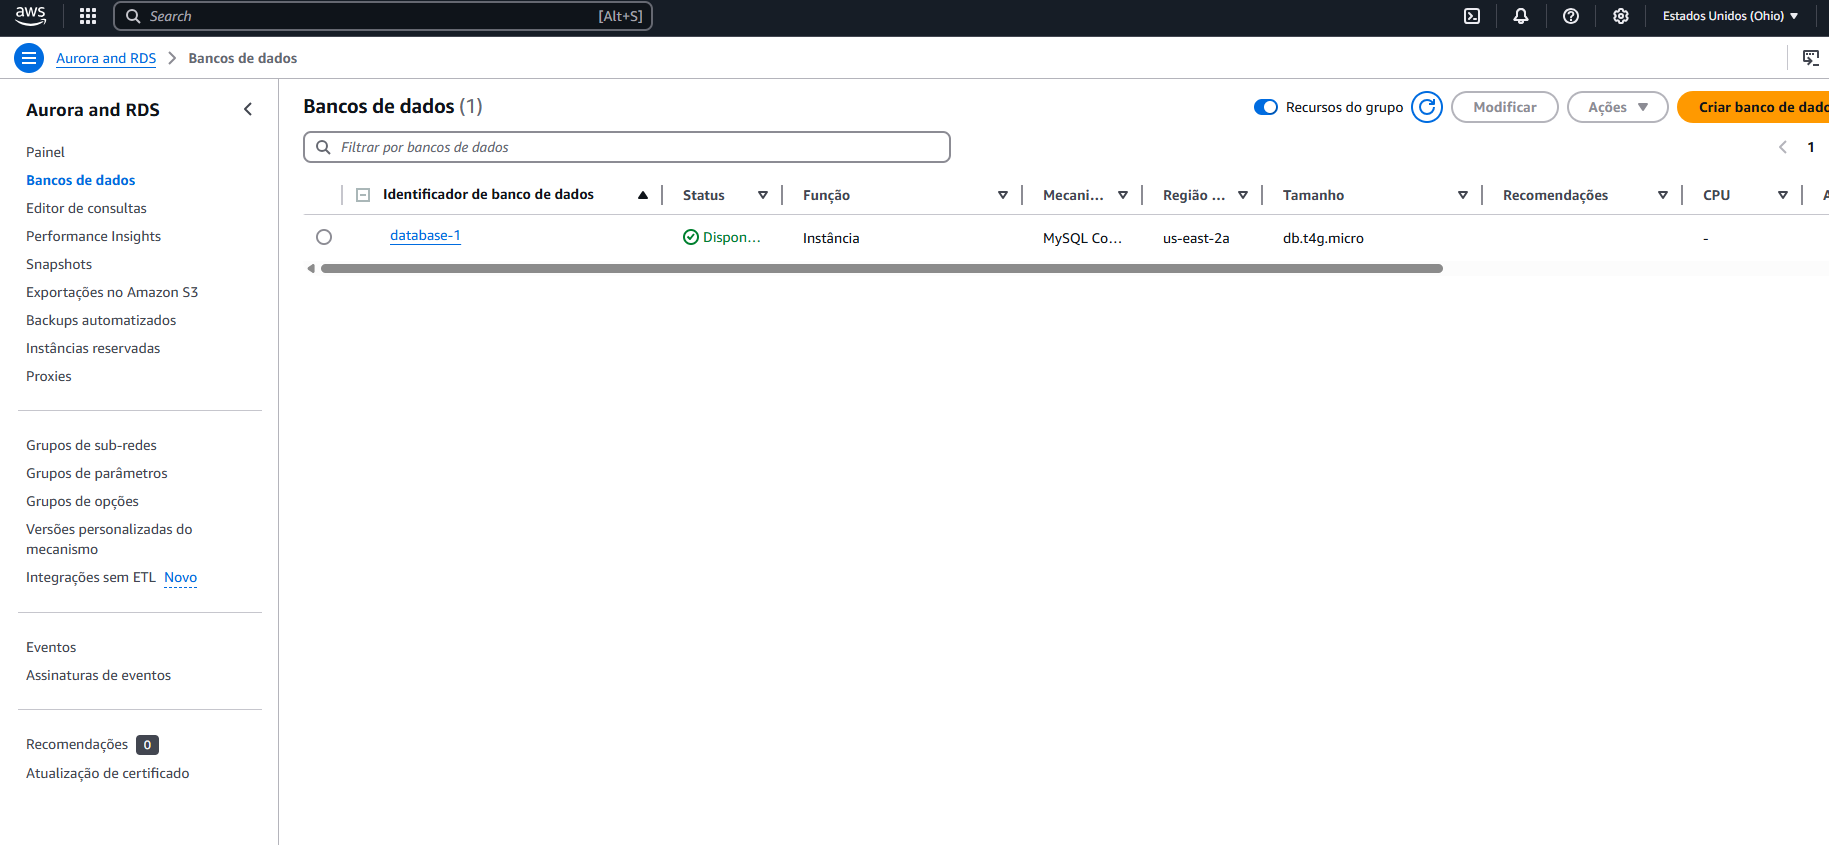 aws
Search [Alt+S]
Estados Unidos (Ohio)
Aurora and RDS > Bancos de dados
Aurora and RDS
Painel
Bancos de dados
Editor de consultas
Performance Insights
Snapshots
Exportações no Amazon S3
Backups automatizados
Instâncias reservadas
Proxies
Grupos de sub-redes
Grupos de parâmetros
Grupos de opções
Versões personalizadas do
mecanismo
Integrações sem ETL Novo
Eventos
Assinaturas de eventos
Recomendações 0
Atualização de certificado
Bancos de dados (1)
Recursos do grupo
Modificar
Ações
Criar banco de dado
Filtrar por bancos de dados
1
Identificador de banco de dados Status Função Mecani... Região ... Tamanho Recomendações CPU A
database-1 Dispon... Instância MySQL Co... us-east-2a db.t4g.micro -